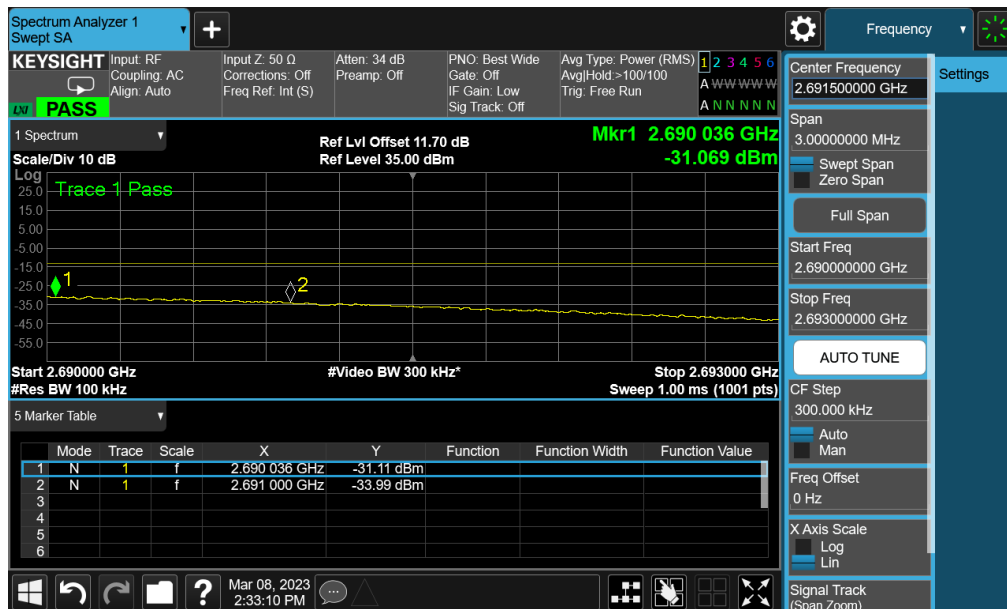 Spectrum Analyzer 1
Swept SA
+
Frequency
KEYSIGHT
LXI PASS
Input: RF
Coupling: AC
Align: Auto
Input Z: 50 Ω
Corrections: Off
Freq Ref: Int (S)
Atten: 34 dB
Preamp: Off
PNO: Best Wide
Gate: Off
IF Gain: Low
Sig Track: Off
Avg Type: Power (RMS)
Avg|Hold:>100/100
Trig: Free Run
1 2 3 4 5 6
A W W W W W
A N N N N N
1 Spectrum
Scale/Div 10 dB
Ref Lvl Offset 11.70 dB
Ref Level 35.00 dBm
Mkr1 2.690 036 GHz
-31.069 dBm
Log
Trace 1 Pass
25.0
15.0
5.00
-5.00
-15.0
-25.0
-35.0
-45.0
-55.0
1
2
Start 2.690000 GHz
#Res BW 100 kHz
#Video BW 300 kHz*
Stop 2.693000 GHz
Sweep 1.00 ms (1001 pts)
5 Marker Table
Mode Trace Scale X Y Function Function Width Function Value
1 N 1 f 2.690 036 GHz -31.11 dBm
2 N 1 f 2.691 000 GHz -33.99 dBm
3
4
5
6
?
Mar 08, 2023
2:33:10 PM
Center Frequency
2.691500000 GHz
Span
3.00000000 MHz
Swept Span
Zero Span
Full Span
Start Freq
2.690000000 GHz
Stop Freq
2.693000000 GHz
AUTO TUNE
CF Step
300.000 kHz
Auto
Man
Freq Offset
0 Hz
X Axis Scale
Log
Lin
Signal Track
(Span Zoom)
Settings